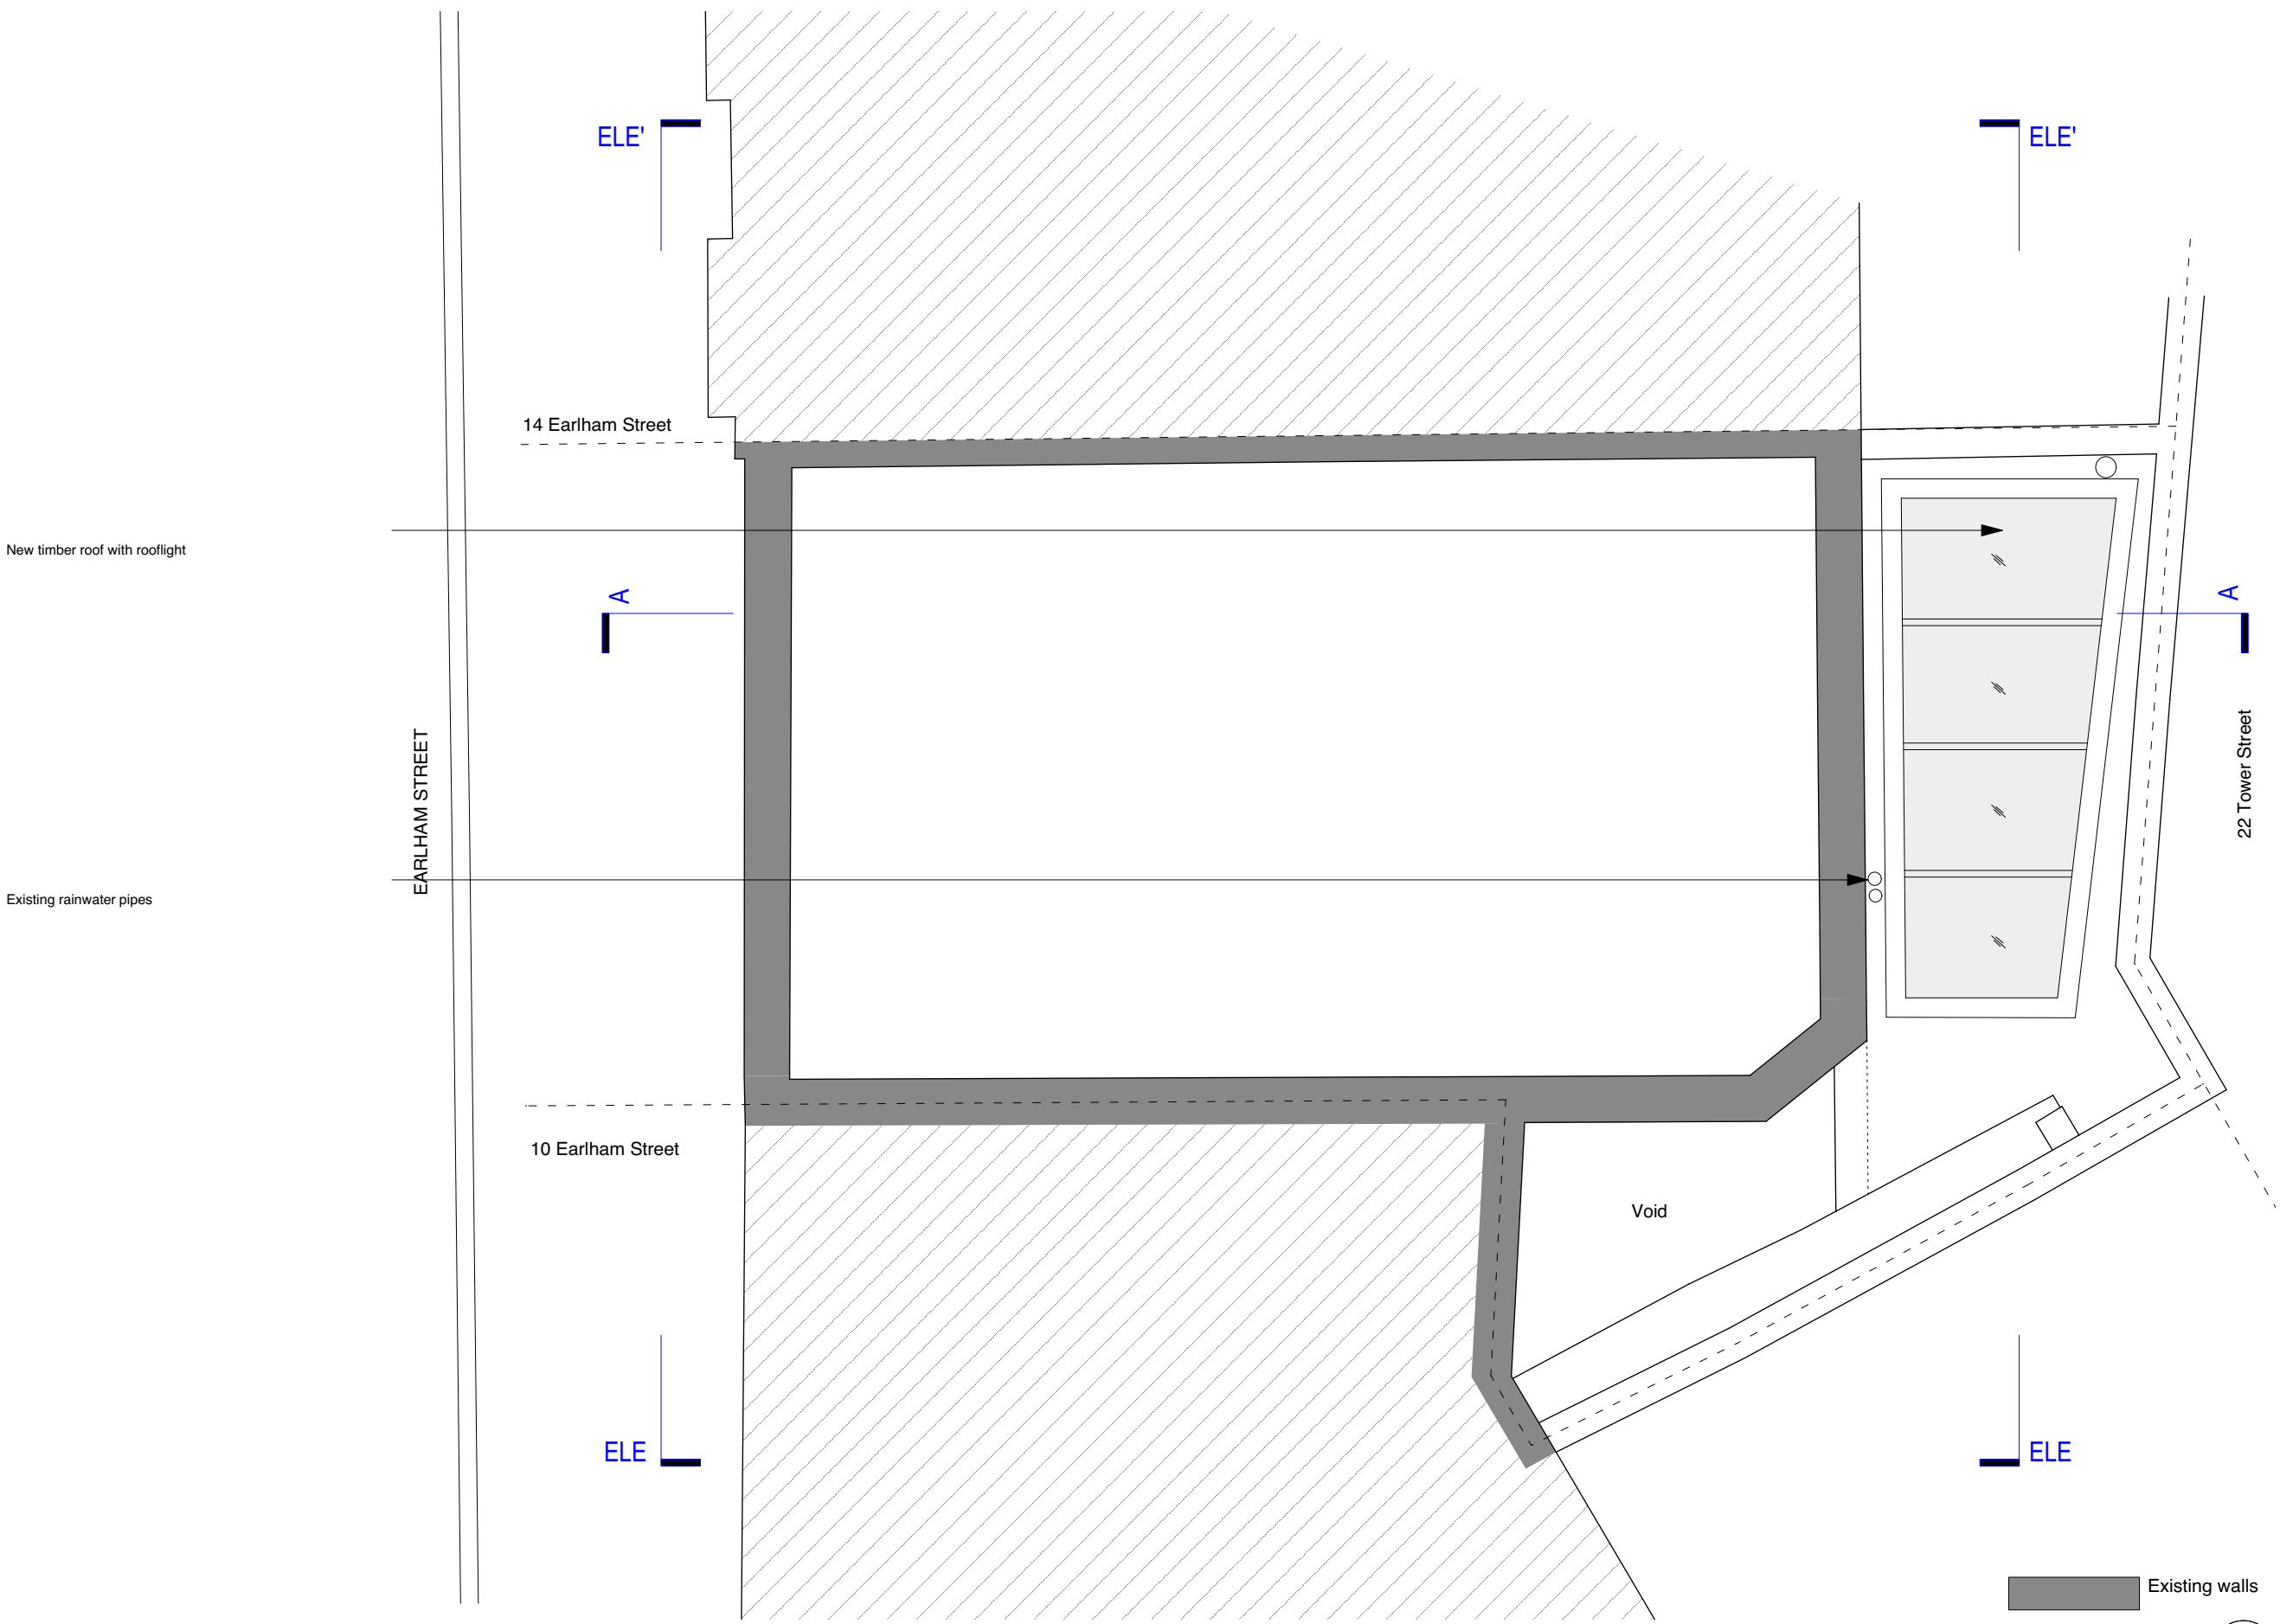 ELE'
ELE'
14 Earlham Street
New timber roof with rooflight
A
A
EARLHAM STREET
22 Tower Street
Existing rainwater pipes
10 Earlham Street
Void
ELE
ELE
Existing walls